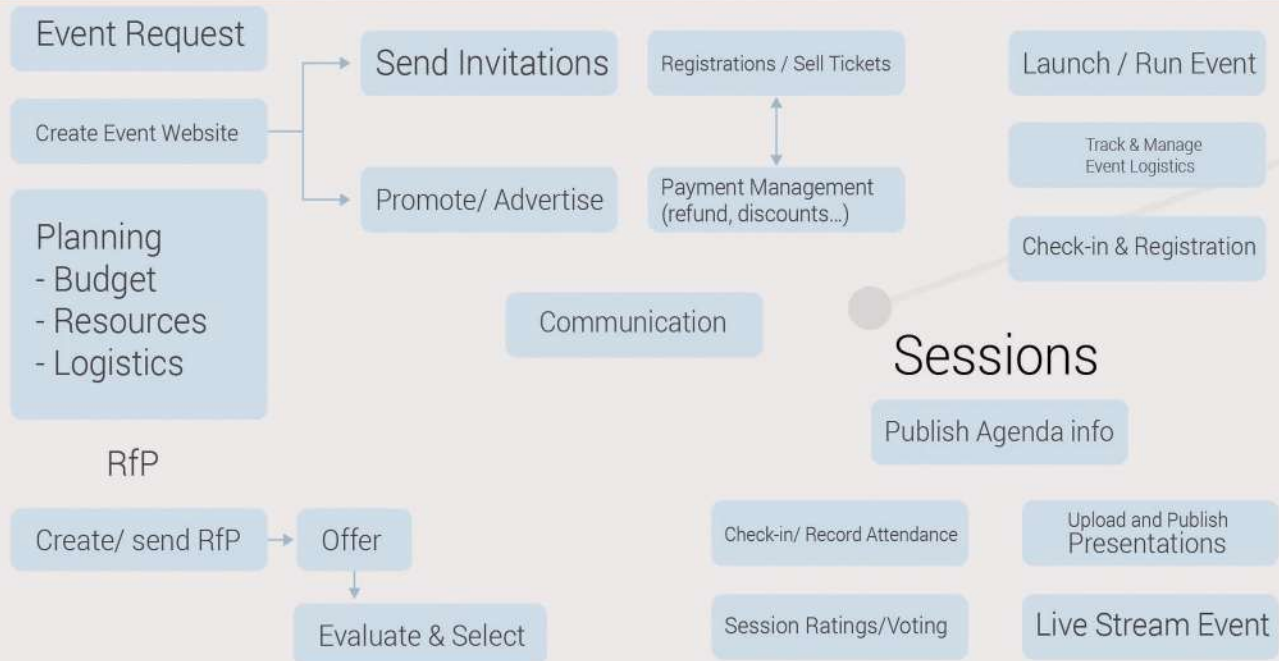 Event Request
Create Event Website
Planning
- Budget
- Resources
- Logistics
Send Invitations
Promote/ Advertise
Registrations / Sell Tickets
Payment Management
(refund, discounts...)
Launch / Run Event
Track & Manage
Event Logistics
Check-in & Registration
Communication
Sessions
Publish Agenda info
RfP
Create/ send RfP
Offer
Evaluate & Select
Check-in/ Record Attendance
Upload and Publish
Presentations
Session Ratings/Voting
Live Stream Event